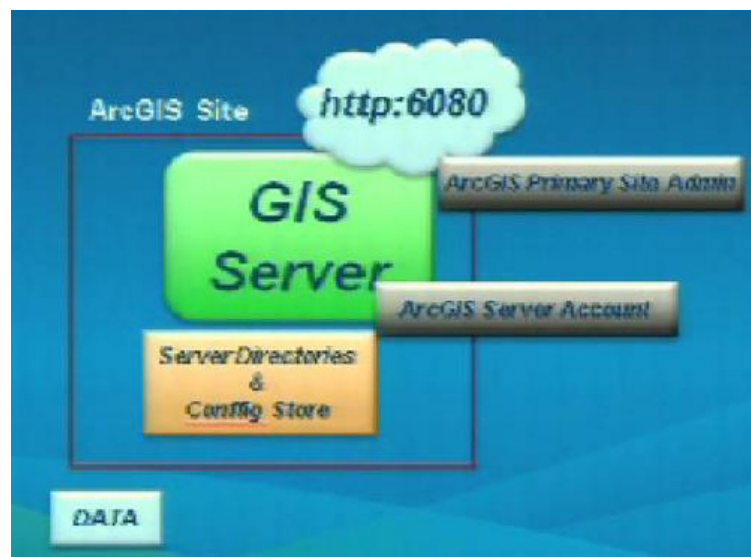 http:6080
ArcGIS Site
ArcGIS Primary Site Admin
GIS
Server
ArcGIS Server Account
Server Directories
&
Config Store
DATA